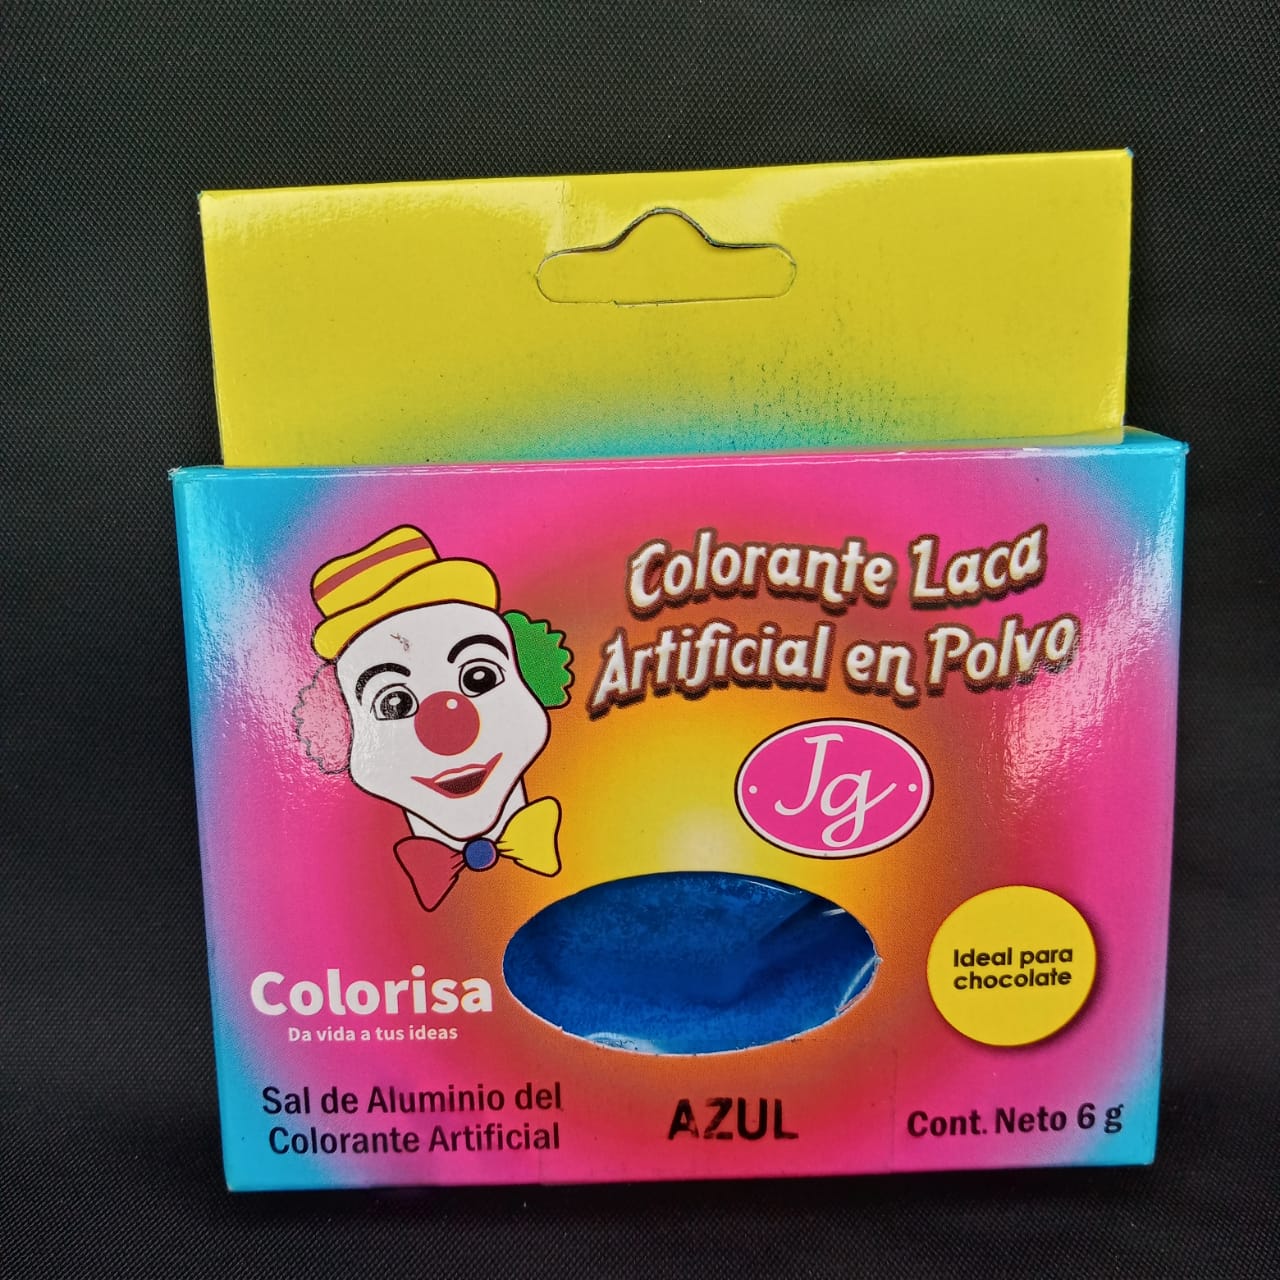 Colorante Laca
Artificial en Polvo
Jg
Ideal para
chocolate
Colorisa
Da vida a tus ideas
Sal de Aluminio del
Colorante Artificial
AZUL
Cont. Neto 6 g